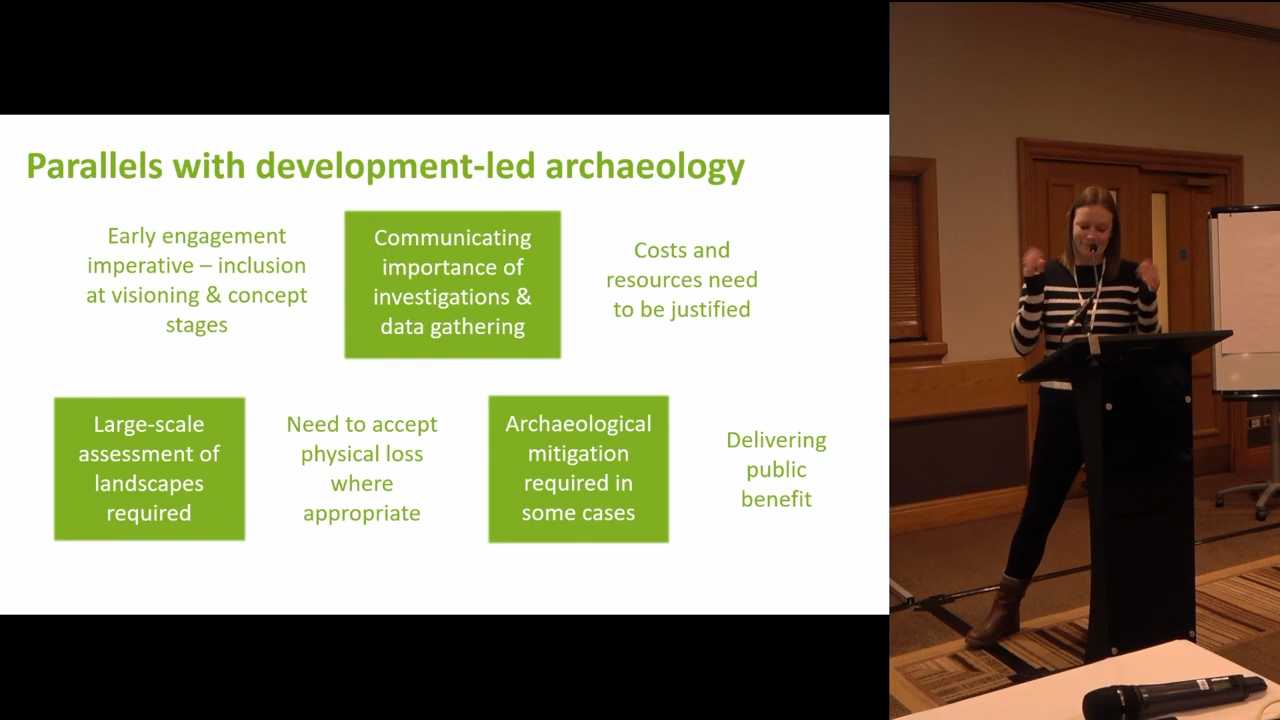 Parallels with development-led archaeology
Early engagement
imperative – inclusion
at visioning & concept
stages
Communicating
importance of
investigations &
data gathering
Costs and
resources need
to be justified
Large-scale
assessment of
landscapes
required
Need to accept
physical loss
where
appropriate
Archaeological
mitigation
required in
some cases
Delivering
public
benefit